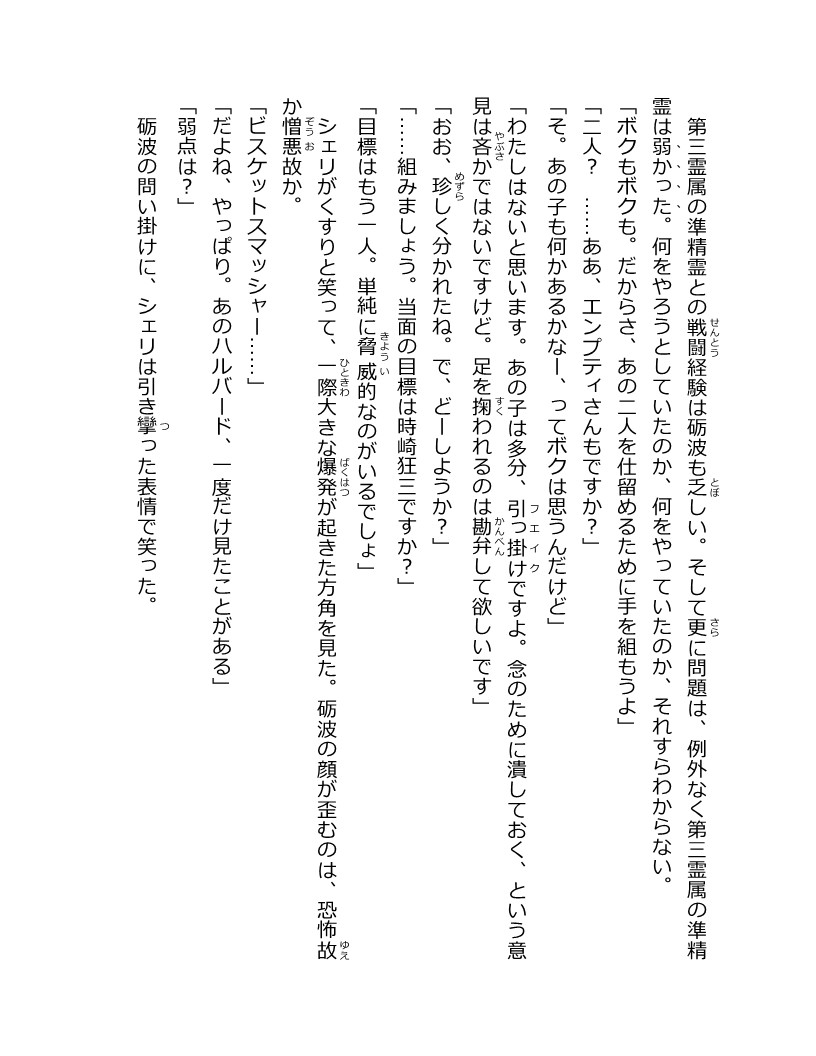 第三霊属の準精霊との戦闘経験は砺波も乏しい。そして更に問題は、例外なく第三霊属の準精
霊は弱かった。何をやろうとしていたのか、何をやっていたのか、それすらわからない。
「ボクもボクも。だからさ、あの二人を仕留めるために手を組もうよ」
「二人？　……ああ、エンプティさんもですか？」
「そ。あの子も何かあるかなー、ってボクは思うんだけど」
「わたしはないと思います。あの子は多分、引っ掛けですよ。念のために潰しておく、という意
見は吝かではないですけど。足を掬われるのは勘弁して欲しいです」
「おお、珍しく分かれたね。で、どーしようか？」
「……組みましょう。当面の目標は時崎狂三ですか？」
「目標はもう一人。単純に脅威的なのがいるでしょ」
シェリがくすりと笑って、一際大きな爆発が起きた方角を見た。砺波の顔が歪むのは、恐怖故
か憎悪故か。
「ビスケットスマッシャー……」
「だよね、やっぱり。あのハルバード、一度だけ見たことがある」
「弱点は？」
砺波の問い掛けに、シェリは引き攣った表情で笑った。